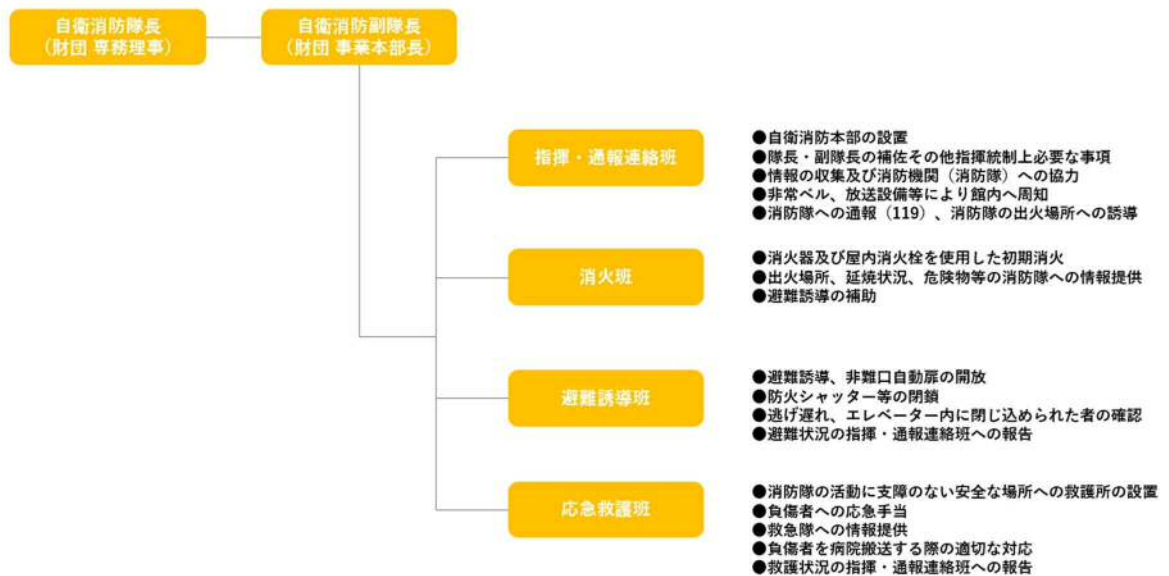 自衛消防隊長
（財団 専務理事）
自衛消防副隊長
（財団 事業本部長）
指揮・通報連絡班
●自衛消防本部の設置
●隊長・副隊長の補佐その他指揮統制上必要な事項
●情報の収集及び消防機関（消防隊）への協力
●非常ベル、放送設備等により館内へ周知
●消防隊への通報（119）、消防隊の出火場所への誘導
消火班
●消火器及び屋内消火栓を使用した初期消火
●出火場所、延焼状況、危険物等の消防隊への情報提供
●避難誘導の補助
避難誘導班
●避難誘導、非難口自動扉の開放
●防火シャッター等の閉鎖
●逃げ遅れ、エレベーター内に閉じ込められた者の確認
●避難状況の指揮・通報連絡班への報告
応急救護班
●消防隊の活動に支障のない安全な場所への救護所の設置
●負傷者への応急手当
●救急隊への情報提供
●負傷者を病院搬送する際の適切な対応
●救護状況の指揮・通報連絡班への報告